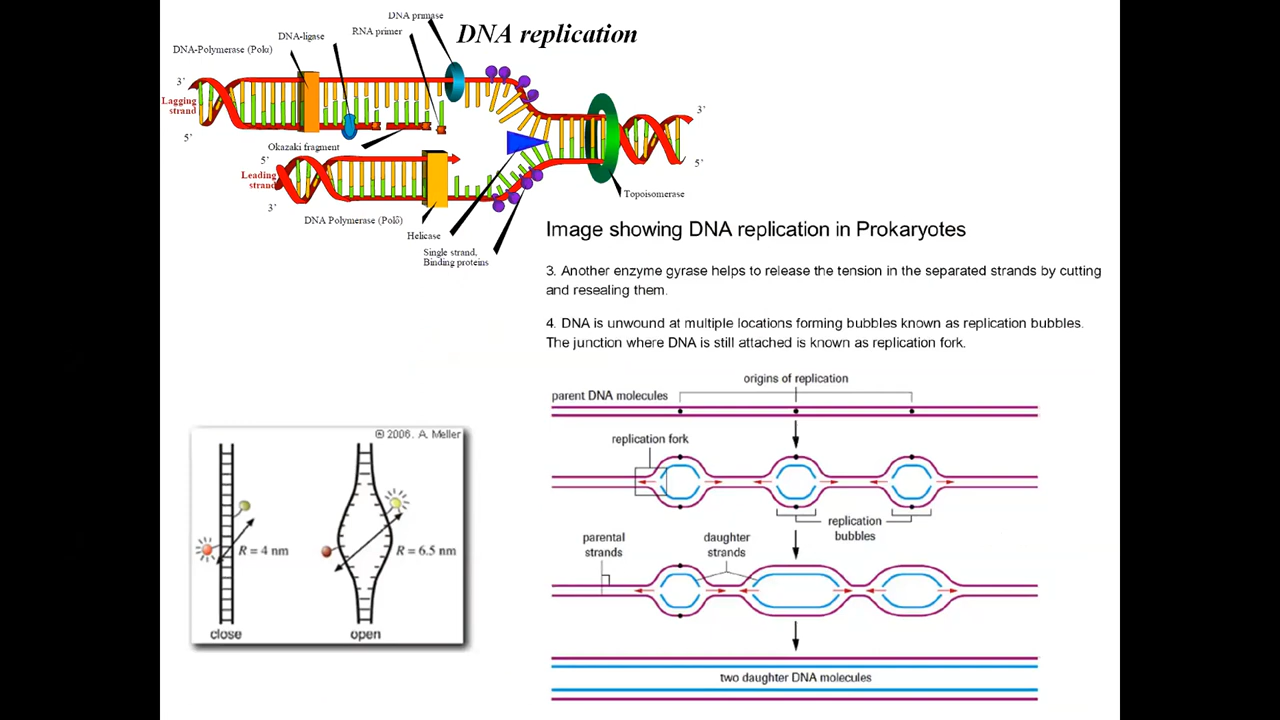 DNA primase
DNA replication
RNA primer
DNA-ligase
DNA-Polymerase (Polα)
3’
3’
Lagging
strand
5’
Okazaki fragment
5’
5’
Leading
strand
3’
Topoisomerase
DNA Polymerase (Polδ)
Helicase
Single strand,
Binding proteins
Image showing DNA replication in Prokaryotes
3. Another enzyme gyrase helps to release the tension in the separated strands by cutting
and resealing them.
4. DNA is unwound at multiple locations forming bubbles known as replication bubbles.
The junction where DNA is still attached is known as replication fork.
origins of replication
parent DNA molecules
replication fork
replication
bubbles
parental
strands
daughter
strands
two daughter DNA molecules
© 2006. A. Meller
R = 4 nm
R = 6.5 nm
close
open